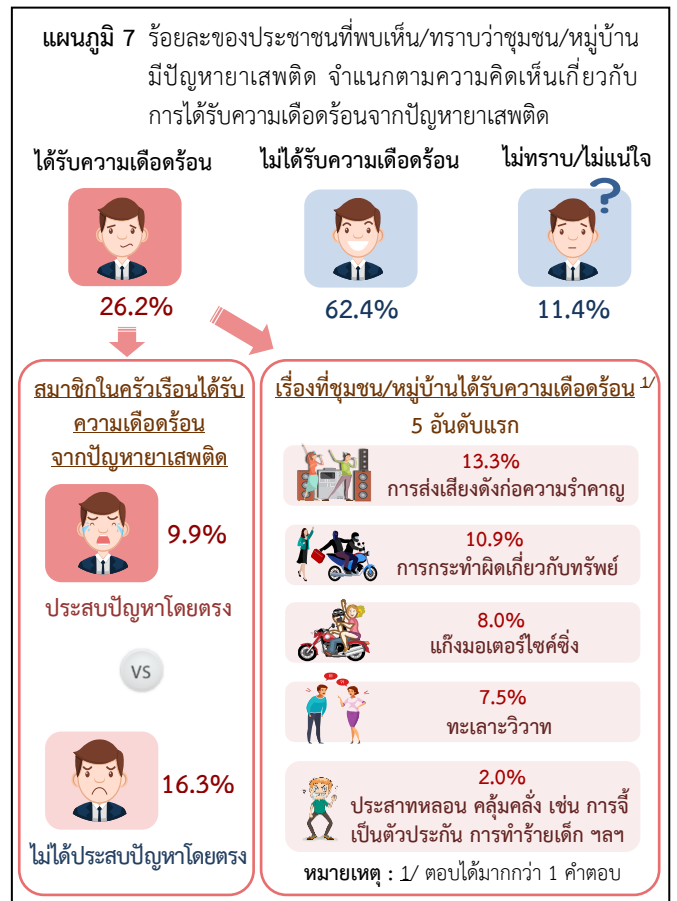 แผนภูมิ 7 ร้อยละของประชาชนที่พบเห็น/ทราบว่าชุมชน/หมู่บ้าน
มีปัญหายาเสพติด จำแนกตามความคิดเห็นเกี่ยวกับ
การได้รับความเดือดร้อนจากปัญหายาเสพติด
ได้รับความเดือดร้อน
ไม่ได้รับความเดือดร้อน
ไม่ทราบ/ไม่แน่ใจ
?
26.2%
62.4%
11.4%
สมาชิกในครัวเรือนได้รับ
ความเดือดร้อน
จากปัญหายาเสพติด
9.9%
ประสบปัญหาโดยตรง
VS
16.3%
ไม่ได้ประสบปัญหาโดยตรง
เรื่องที่ชุมชน/หมู่บ้านได้รับความเดือดร้อน 1/
5 อันดับแรก
13.3%
การส่งเสียงดังก่อความรำคาญ
10.9%
การกระทำผิดเกี่ยวกับทรัพย์
8.0%
แก๊งมอเตอร์ไซค์ซิ่ง
7.5%
ทะเลาะวิวาท
2.0%
ประสาทหลอน คลุ้มคลั่ง เช่น การจี้
เป็นตัวประกัน การทำร้ายเด็ก ฯลฯ
หมายเหตุ : 1/ ตอบได้มากกว่า 1 คำตอบ